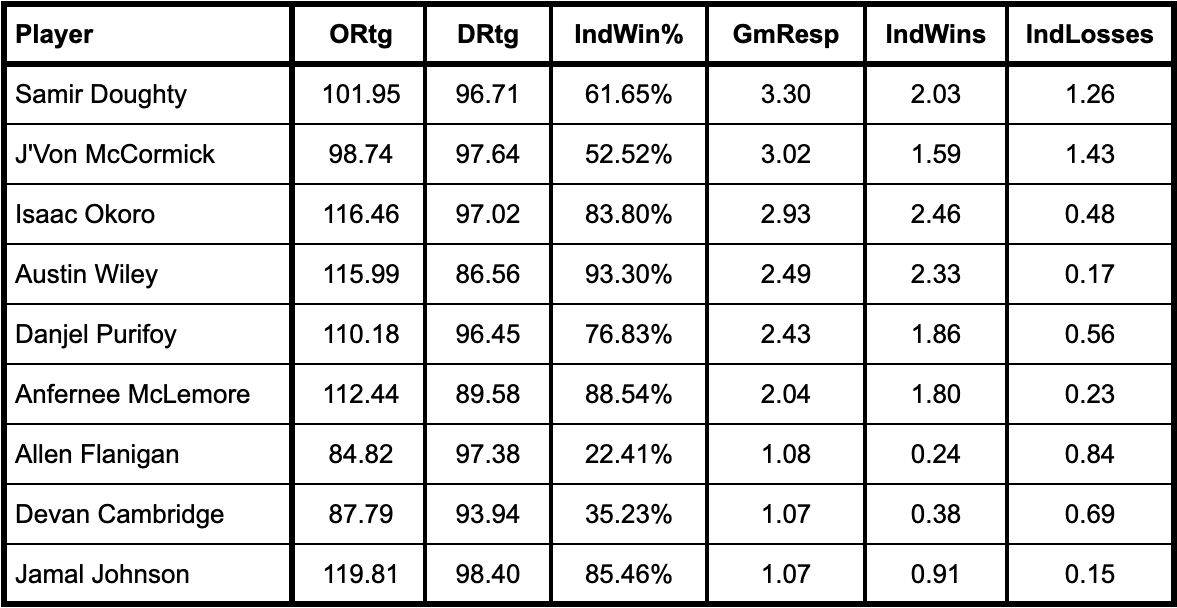 Player ORtg DRtg IndWin% GmResp IndWins IndLosses
Samir Doughty 101.95 96.71 61.65% 3.30 2.03 1.26
J'Von McCormick 98.74 97.64 52.52% 3.02 1.59 1.43
Isaac Okoro 116.46 97.02 83.80% 2.93 2.46 0.48
Austin Wiley 115.99 86.56 93.30% 2.49 2.33 0.17
Danjel Purifoy 110.18 96.45 76.83% 2.43 1.86 0.56
Anfernee McLemore 112.44 89.58 88.54% 2.04 1.80 0.23
Allen Flanigan 84.82 97.38 22.41% 1.08 0.24 0.84
Devan Cambridge 87.79 93.94 35.23% 1.07 0.38 0.69
Jamal Johnson 119.81 98.40 85.46% 1.07 0.91 0.15